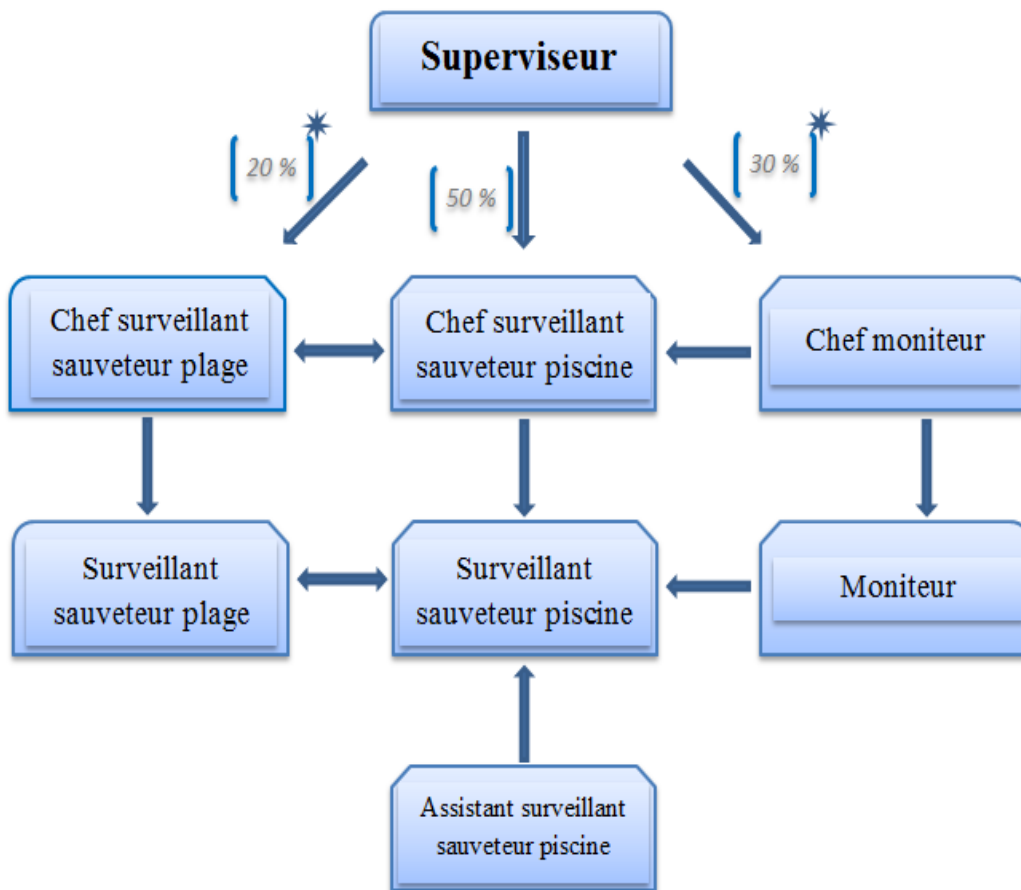 Superviseur
20 %
50 %
30 %
Chef surveillant
sauveteur plage
Chef surveillant
sauveteur piscine
Chef moniteur
Surveillant
sauveteur plage
Surveillant
sauveteur piscine
Moniteur
Assistant surveillant
sauveteur piscine